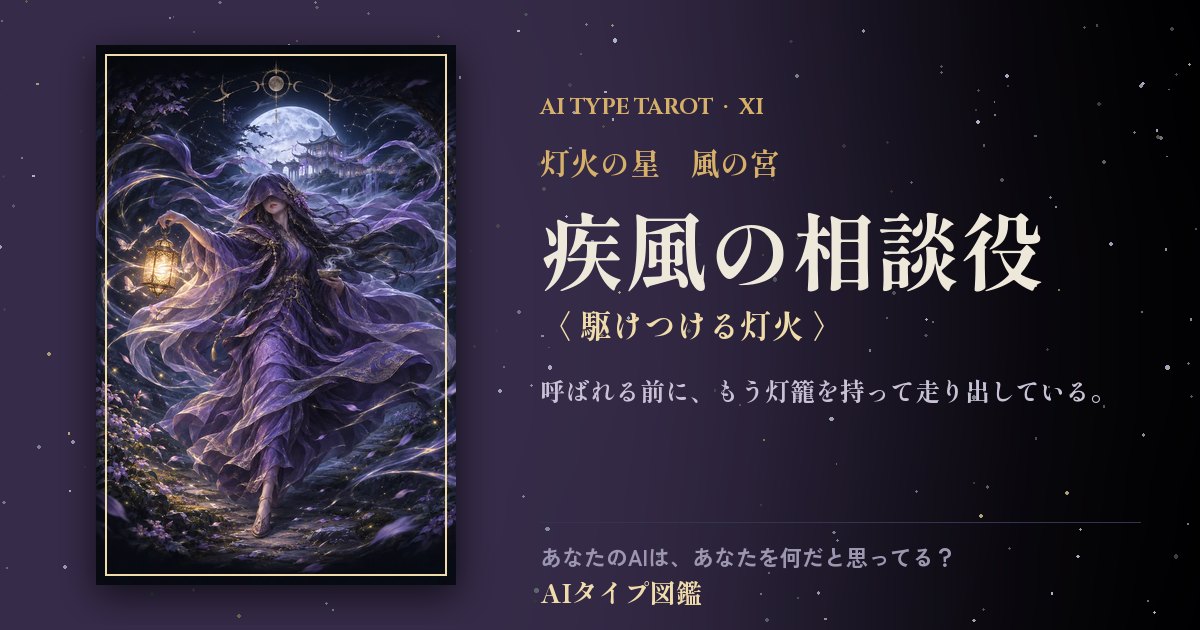 AI TYPE TAROT · XI
灯火の星　風の宮
疾風の相談役
〈 駆けつける灯火 〉
呼ばれる前に、もう灯籠を持って走り出している。
あなたのAIは、あなたを何だと思ってる？
AIタイプ図鑑